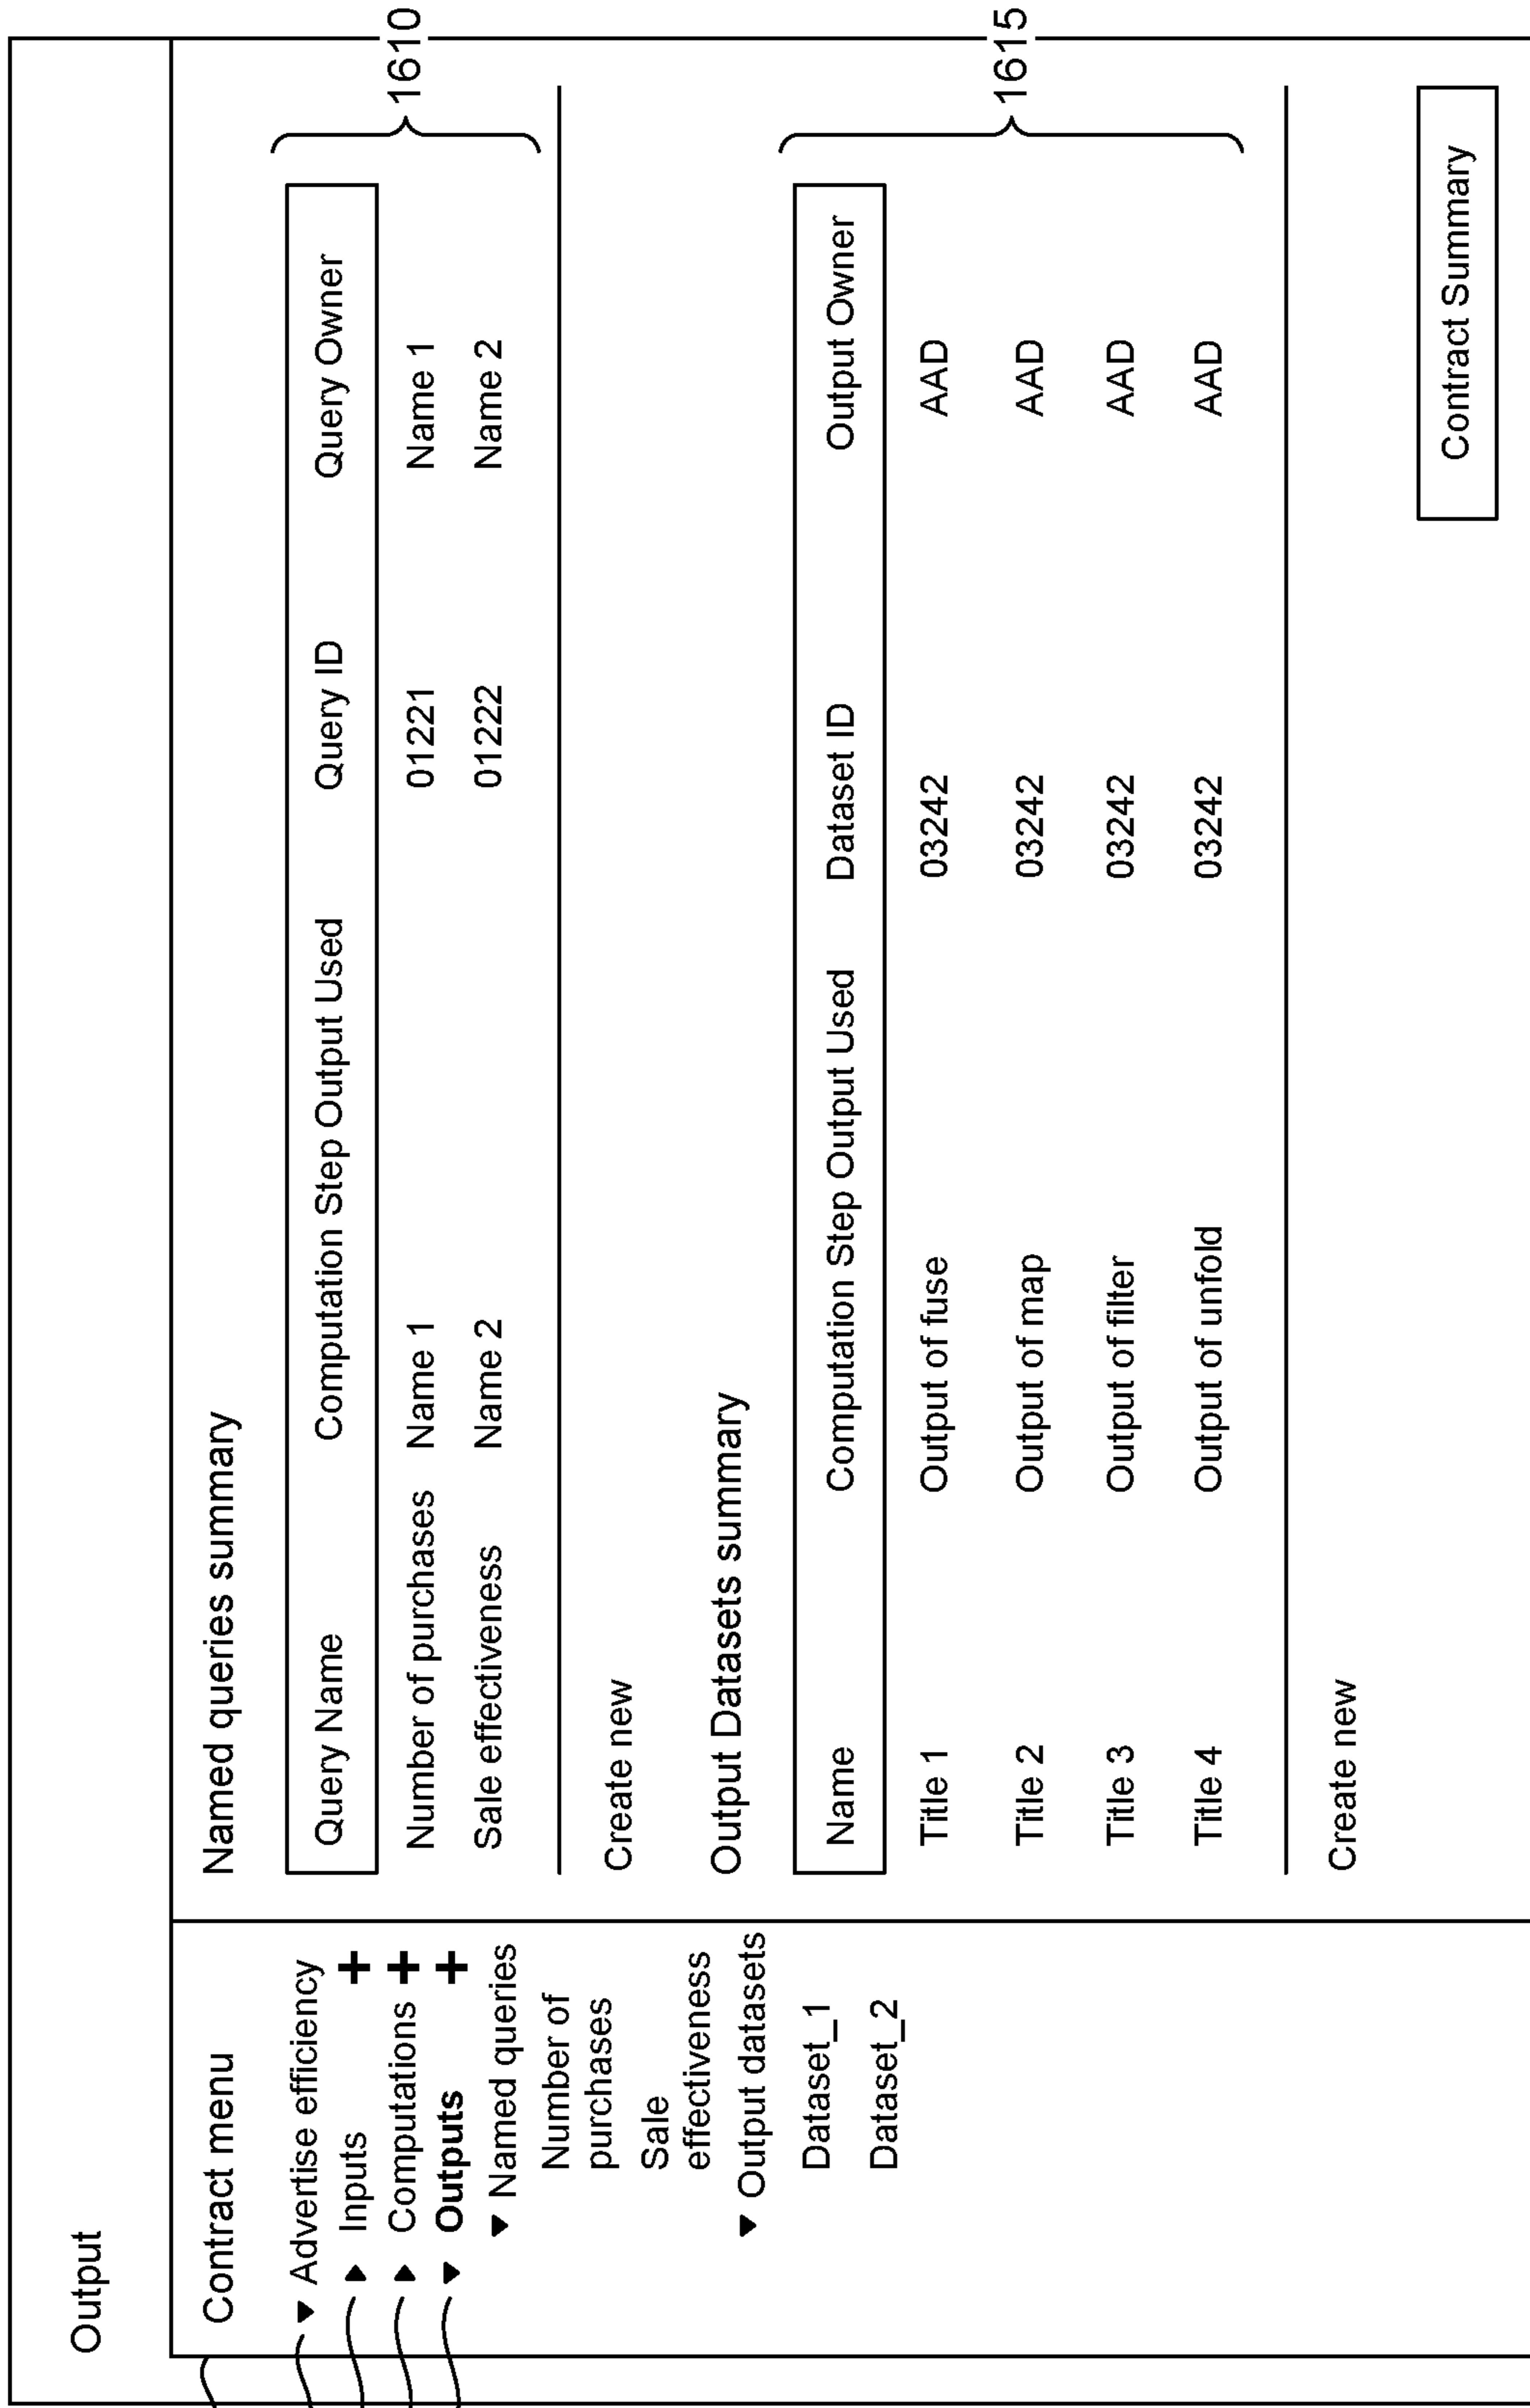 Output
Contract menu
Advertise efficiency
Inputs +
Computations +
Outputs +
Named queries
Number of
purchases
Sale
effectiveness
Output datasets
Dataset_1
Dataset_2
Named queries summary
Query Name Computation Step Output Used Query ID Query Owner
Number of purchases Name 1 01221 Name 1
Sale effectiveness Name 2 01222 Name 2
1610
Create new
Output Datasets summary
Name Computation Step Output Used Dataset ID Output Owner
Title 1 Output of fuse 03242 AAD
Title 2 Output of map 03242 AAD
Title 3 Output of filter 03242 AAD
Title 4 Output of unfold 03242 AAD
1615
Create new
Contract Summary